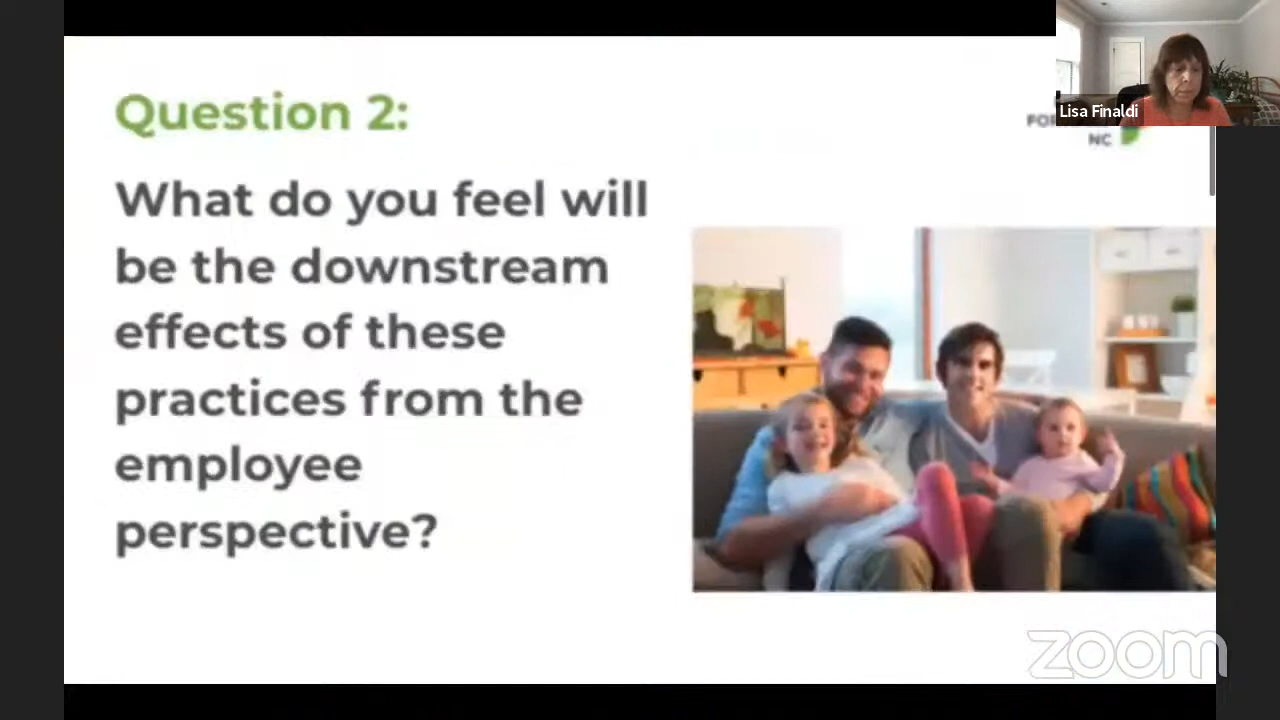 Question 2:
What do you feel will
be the downstream
effects of these
practices from the
employee
perspective?
Lisa Finaldi
NC
zoom